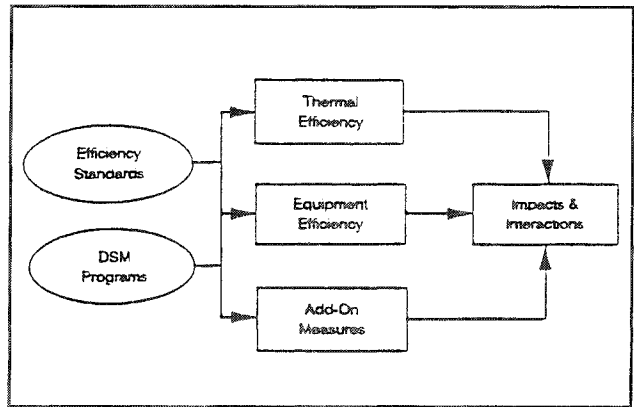 Thermal
Efficiency
Efficiency
Standards
Equipment
Efficiency
Impacts &
Interactions
DSM
Programs
Add-On
Measures